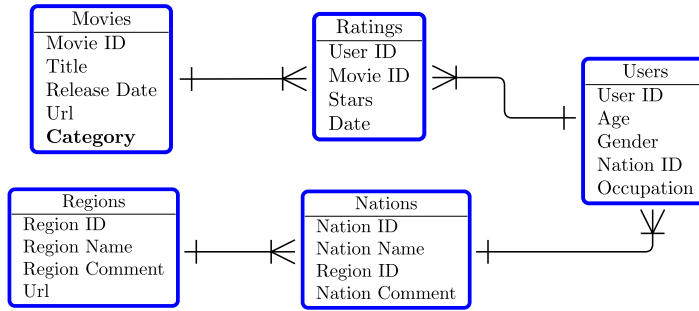 Movies
Movie ID
Title
Release Date
Url
Category
Ratings
User ID
Movie ID
Stars
Date
Users
User ID
Age
Gender
Nation ID
Occupation
Regions
Region ID
Region Name
Region Comment
Url
Nations
Nation ID
Nation Name
Region ID
Nation Comment